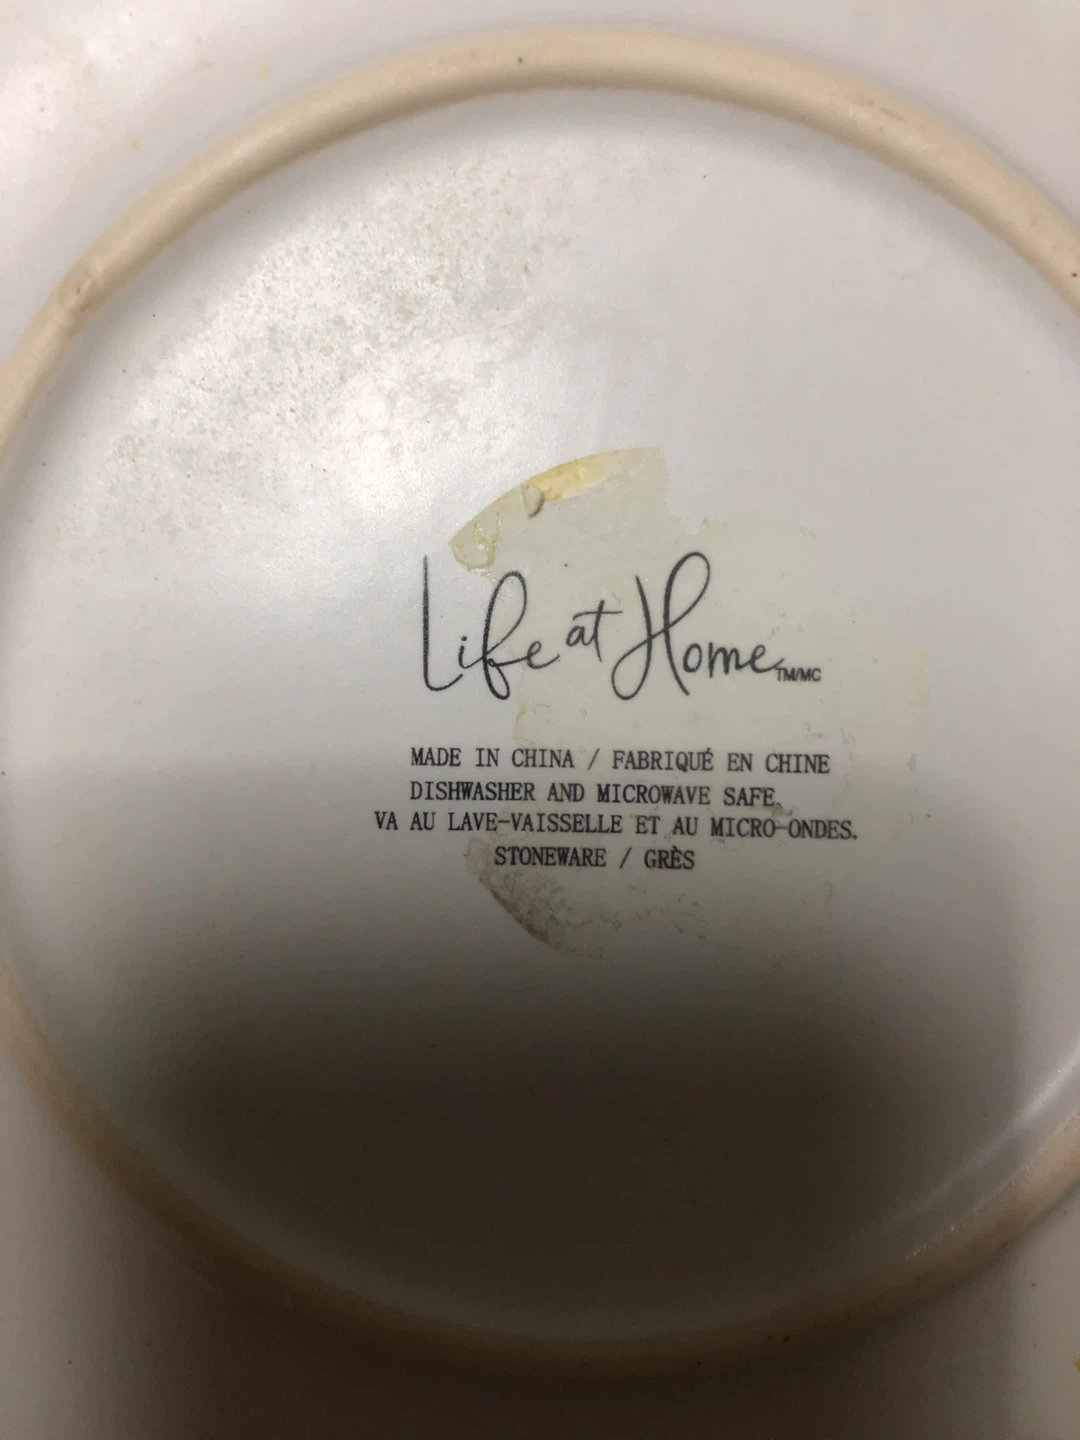 Life at Home TM/MC
MADE IN CHINA / FABRIQUÉ EN CHINE
DISHWASHER AND MICROWAVE SAFE.
VA AU LAVE-VAISSELLE ET AU MICRO-ONDES.
STONEWARE / GRÈS